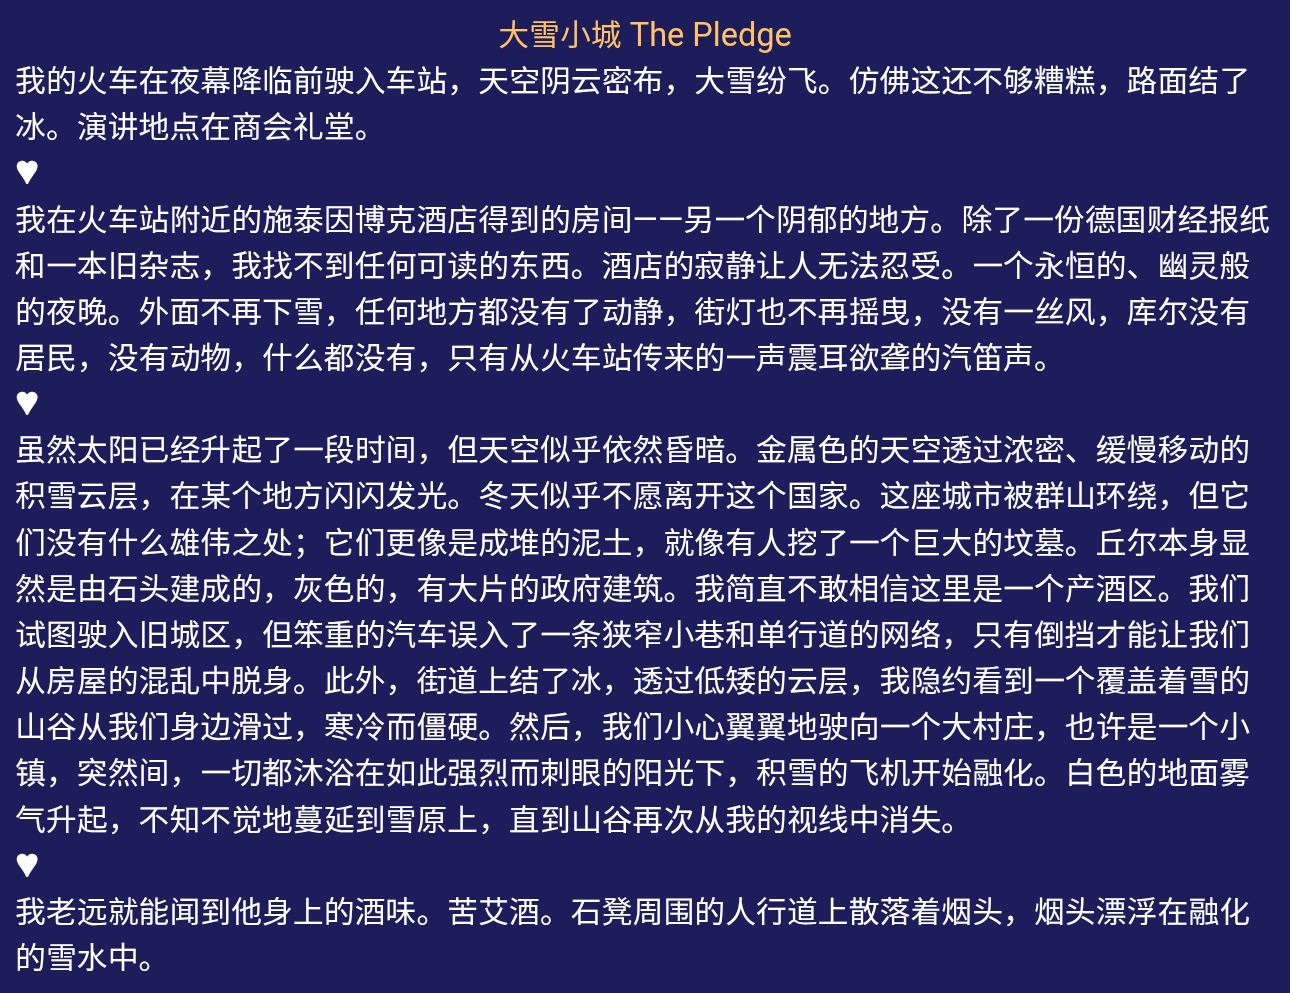 大雪小城 The Pledge
我的火车在夜幕降临前驶入车站，天空阴云密布，大雪纷飞。仿佛这还不够糟糕，路面结了
冰。演讲地点在商会礼堂。
♥
我在火车站附近的施泰因博克酒店得到的房间——另一个阴郁的地方。除了一份德国财经报纸
和一本旧杂志，我找不到任何可读的东西。酒店的寂静让人无法忍受。一个永恒的、幽灵般
的夜晚。外面不再下雪，任何地方都没有了动静，街灯也不再摇曳，没有一丝风，库尔没有
居民，没有动物，什么都没有，只有从火车站传来的一声震耳欲聋的汽笛声。
♥
虽然太阳已经升起了一段时间，但天空似乎依然昏暗。金属色的天空透过浓密、缓慢移动的
积雪云层，在某个地方闪闪发光。冬天似乎不愿离开这个国家。这座城市被群山环绕，但它
们没有什么雄伟之处；它们更像是成堆的泥土，就像有人挖了一个巨大的坟墓。丘尔本身显
然是由石头建成的，灰色的，有大片的政府建筑。我简直不敢相信这里是一个产酒区。我们
试图驶入旧城区，但笨重的汽车误入了一条狭窄小巷和单行道的网络，只有倒挡才能让我们
从房屋的混乱中脱身。此外，街道上结了冰，透过低矮的云层，我隐约看到一个覆盖着雪的
山谷从我们身边滑过，寒冷而僵硬。然后，我们小心翼翼地驶向一个大村庄，也许是一个小
镇，突然间，一切都沐浴在如此强烈而刺眼的阳光下，积雪的飞机开始融化。白色的地面雾
气升起，不知不觉地蔓延到雪原上，直到山谷再次从我的视线中消失。
♥
我老远就能闻到他身上的酒味。苦艾酒。石凳周围的人行道上散落着烟头，烟头漂浮在融化
的雪水中。